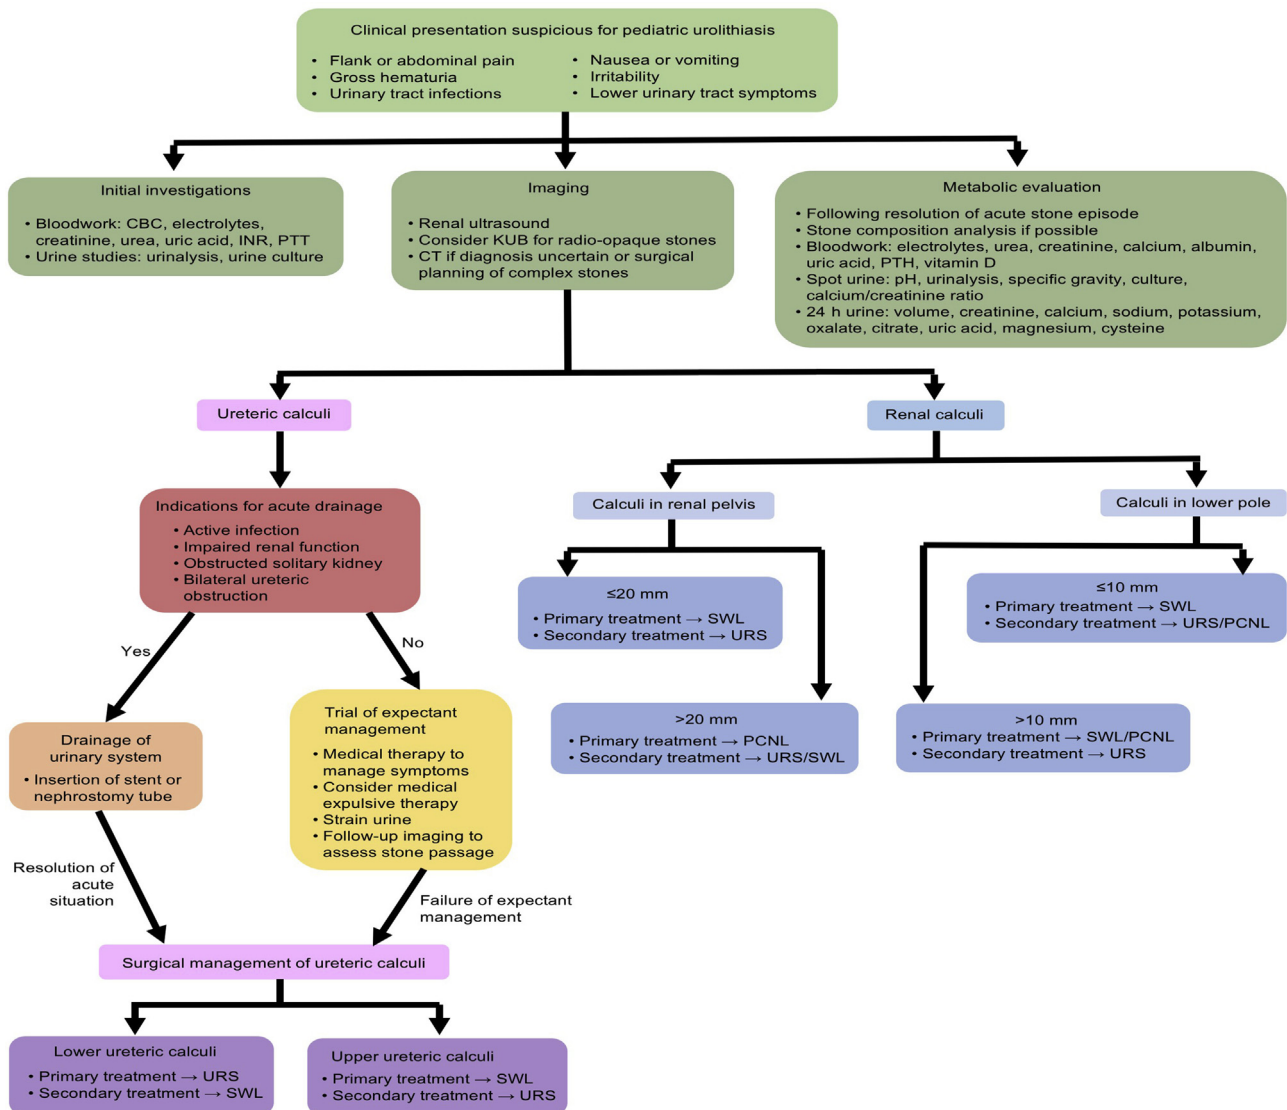 Clinical presentation suspicious for pediatric urolithiasis
• Flank or abdominal pain
• Gross hematuria
• Urinary tract infections
• Nausea or vomiting
• Irritability
• Lower urinary tract symptoms
Initial investigations
• Bloodwork: CBC, electrolytes,
creatinine, urea, uric acid, INR, PTT
• Urine studies: urinalysis, urine culture
Imaging
• Renal ultrasound
• Consider KUB for radio-opaque stones
• CT if diagnosis uncertain or surgical
planning of complex stones
Metabolic evaluation
• Following resolution of acute stone episode
• Stone composition analysis if possible
• Bloodwork: electrolytes, urea, creatinine, calcium, albumin,
uric acid, PTH, vitamin D
• Spot urine: pH, urinalysis, specific gravity, culture,
calcium/creatinine ratio
• 24 h urine: volume, creatinine, calcium, sodium, potassium,
oxalate, citrate, uric acid, magnesium, cysteine
Ureteric calculi
Renal calculi
Indications for acute drainage
• Active infection
• Impaired renal function
• Obstructed solitary kidney
• Bilateral ureteric
obstruction
Calculi in renal pelvis
Calculi in lower pole
≤20 mm
• Primary treatment → SWL
• Secondary treatment → URS
≤10 mm
• Primary treatment → SWL
• Secondary treatment → URS/PCNL
Yes
No
>20 mm
• Primary treatment → PCNL
• Secondary treatment → URS/SWL
>10 mm
• Primary treatment → SWL/PCNL
• Secondary treatment → URS
Drainage of
urinary system
• Insertion of stent or
nephrostomy tube
Trial of expectant
management
• Medical therapy to
manage symptoms
• Consider medical
expulsive therapy
• Strain urine
• Follow-up imaging to
assess stone passage
Resolution of
acute
situation
Failure of expectant
management
Surgical management of ureteric calculi
Lower ureteric calculi
• Primary treatment → URS
• Secondary treatment → SWL
Upper ureteric calculi
• Primary treatment → SWL
• Secondary treatment → URS